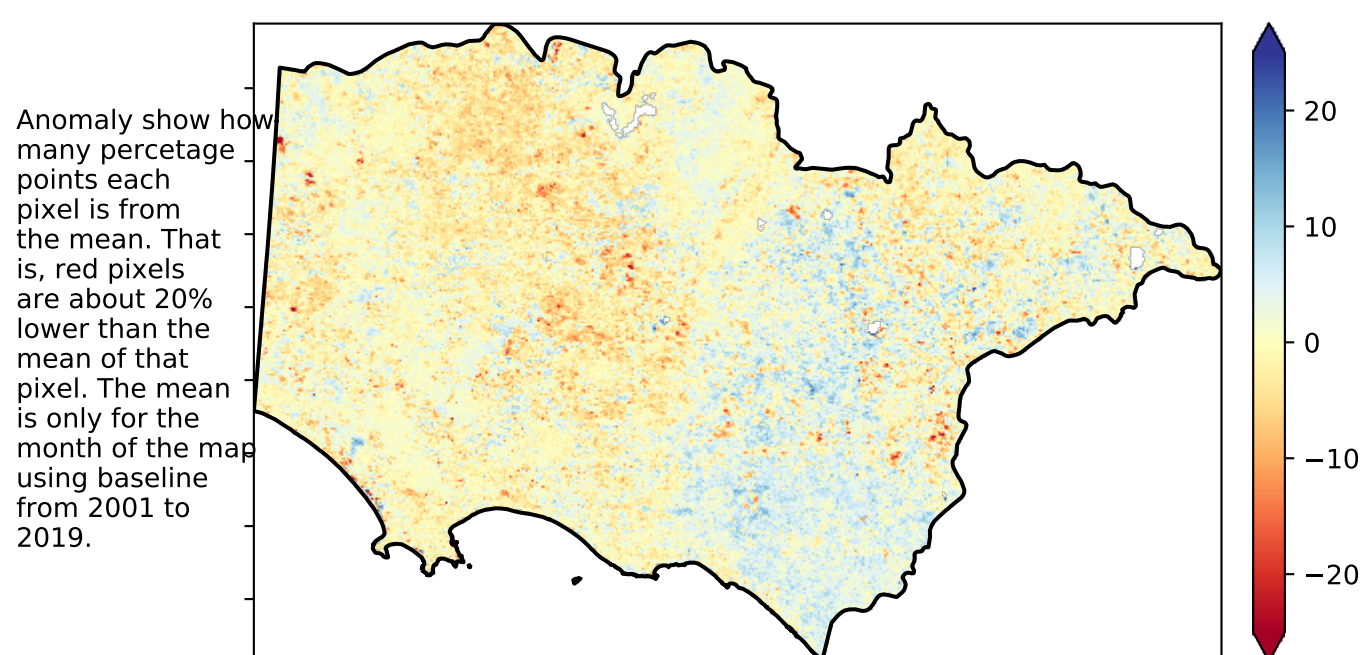 Anomaly show how
many percetage
points each
pixel is from
the mean. That
is, red pixels
are about 20%
lower than the
mean of that
pixel. The mean
is only for the
month of the map
using baseline
from 2001 to
2019.
20
10
0
−10
−20